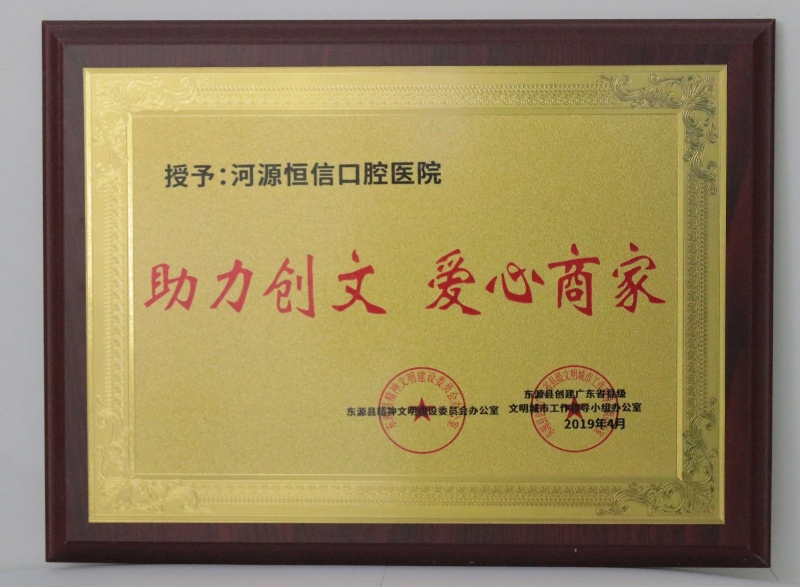 授予：河源恒信口腔医院
助力创文 爱心商家
东源县精神文明建设委员会办公室
东源县创建广东省县级
文明城市工作领导小组办公室
2019年4月